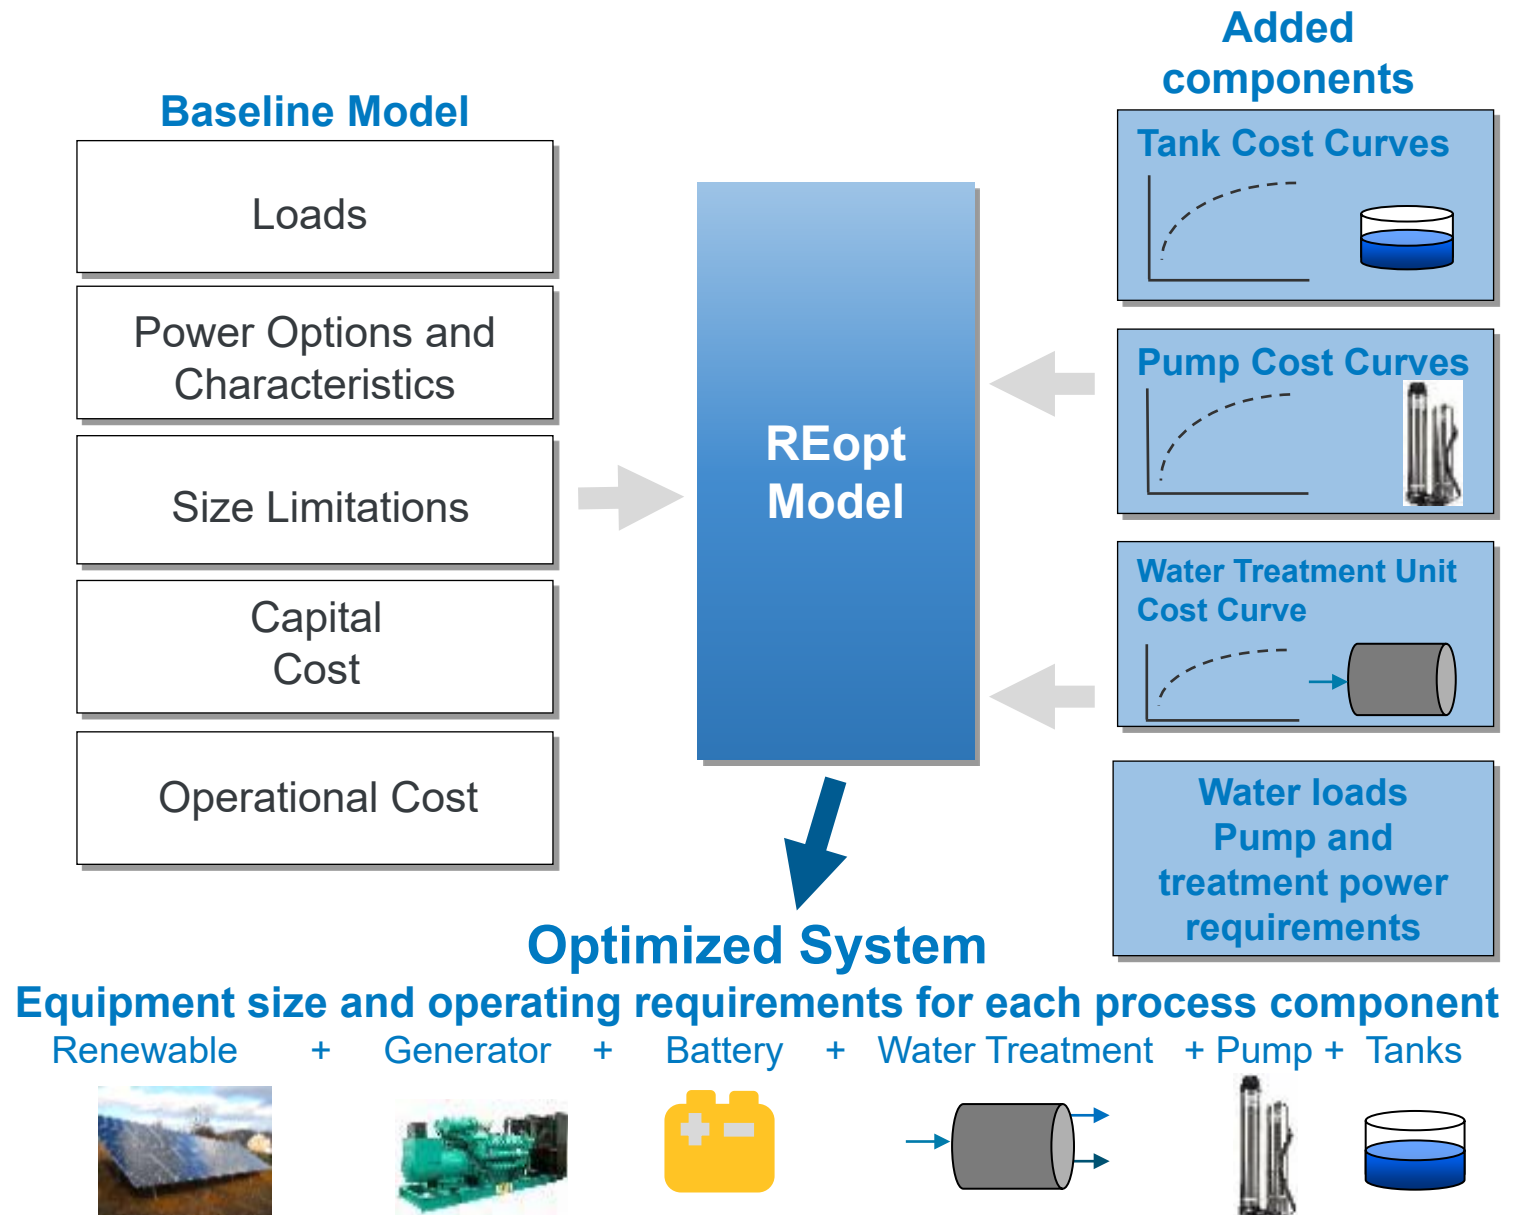 Baseline Model
Loads
Power Options and
Characteristics
Size Limitations
Capital
Cost
Operational Cost
REopt
Model
Added
components
Tank Cost Curves
Pump Cost Curves
Water Treatment Unit
Cost Curve
Water loads
Pump and
treatment power
requirements
Optimized System
Equipment size and operating requirements for each process component
Renewable + Generator + Battery + Water Treatment + Pump + Tanks